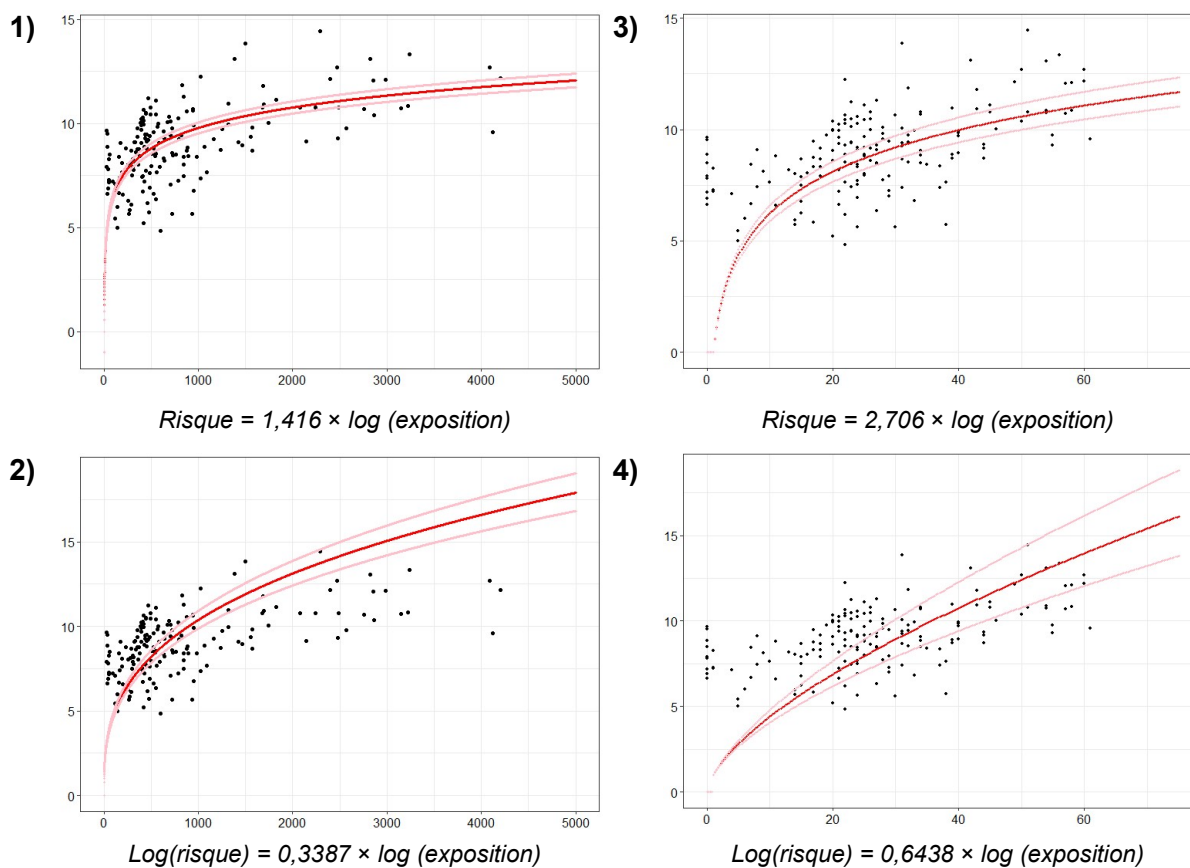 1)
15
10
5
0
0 1000 2000 3000 4000 5000
Risque = 1,416 × log (exposition)
3)
15
10
5
0
0 20 40 60
Risque = 2,706 × log (exposition)
2)
15
10
5
0
0 1000 2000 3000 4000 5000
Log(risque) = 0,3387 × log (exposition)
4)
15
10
5
0
0 20 40 60
Log(risque) = 0,6438 × log (exposition)